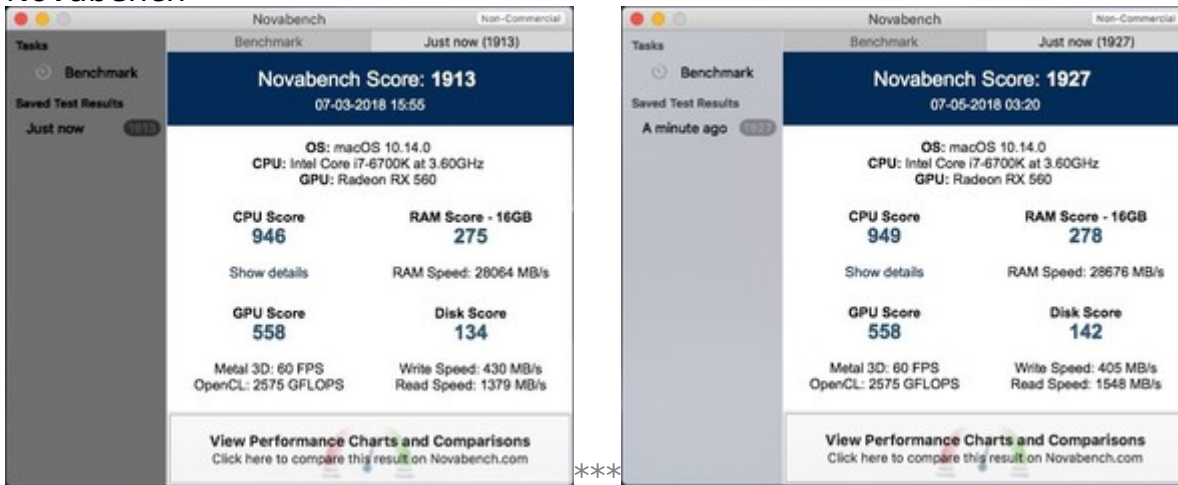 Novabench
Novabench
Non-Commercial
Tasks
Benchmark
Just now (1913)
Benchmark
Saved Test Results
Just now
1913
Novabench Score: 1913
07-03-2018 15:55
OS: macOS 10.14.0
CPU: Intel Core i7-6700K at 3.60GHz
GPU: Radeon RX 560
CPU Score
RAM Score - 16GB
946
275
Show details
RAM Speed: 28064 MB/s
GPU Score
Disk Score
558
134
Metal 3D: 60 FPS
Write Speed: 430 MB/s
OpenCL: 2575 GFLOPS
Read Speed: 1379 MB/s
View Performance Charts and Comparisons
Click here to compare this result on Novabench.com
***
Novabench
Non-Commercial
Tasks
Benchmark
Just now (1927)
Benchmark
Saved Test Results
A minute ago
1927
Novabench Score: 1927
07-05-2018 03:20
OS: macOS 10.14.0
CPU: Intel Core i7-6700K at 3.60GHz
GPU: Radeon RX 560
CPU Score
RAM Score - 16GB
949
278
Show details
RAM Speed: 28676 MB/s
GPU Score
Disk Score
558
142
Metal 3D: 60 FPS
Write Speed: 405 MB/s
OpenCL: 2575 GFLOPS
Read Speed: 1548 MB/s
View Performance Charts and Comparisons
Click here to compare this result on Novabench.com